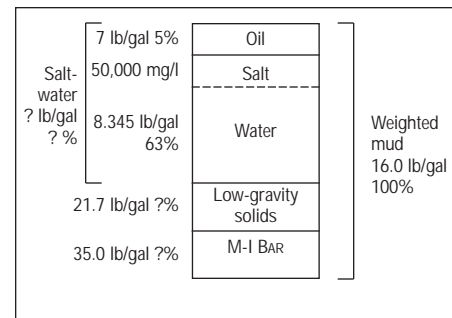 7 lb/gal 5%
Oil
50,000 mg/l
Salt
Salt-
water
? lb/gal
? %
8.345 lb/gal
63%
Water
Weighted
mud
16.0 lb/gal
100%
21.7 lb/gal ?%
Low-gravity
solids
35.0 lb/gal ?%
M-I BAR